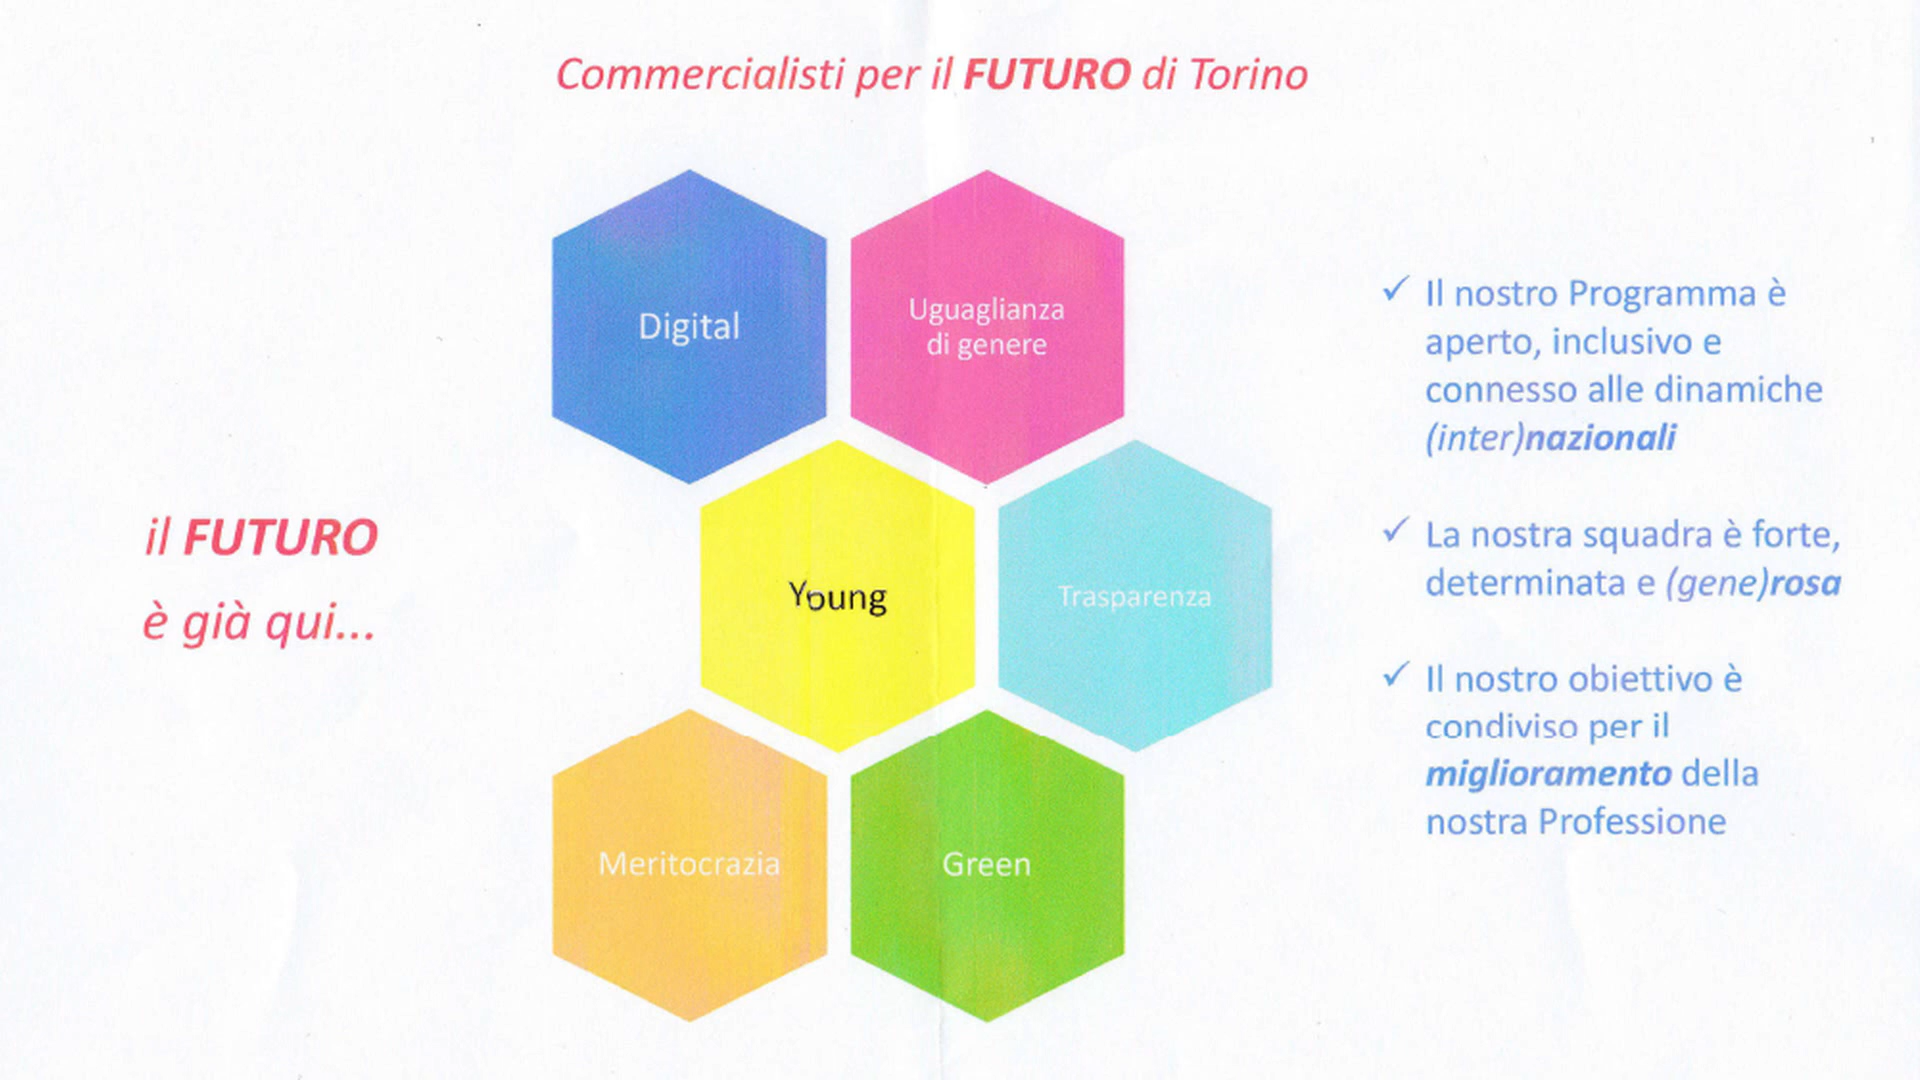 Commercialisti per il FUTURO di Torino
il FUTURO
è già qui...
Digital
Uguaglianza
di genere
Young
Trasparenza
Meritocrazia
Green
✓ Il nostro Programma è
aperto, inclusivo e
connesso alle dinamiche
(inter)nazionali
✓ La nostra squadra è forte,
determinata e (gene)rosa
✓ Il nostro obiettivo è
condiviso per il
miglioramento della
nostra Professione